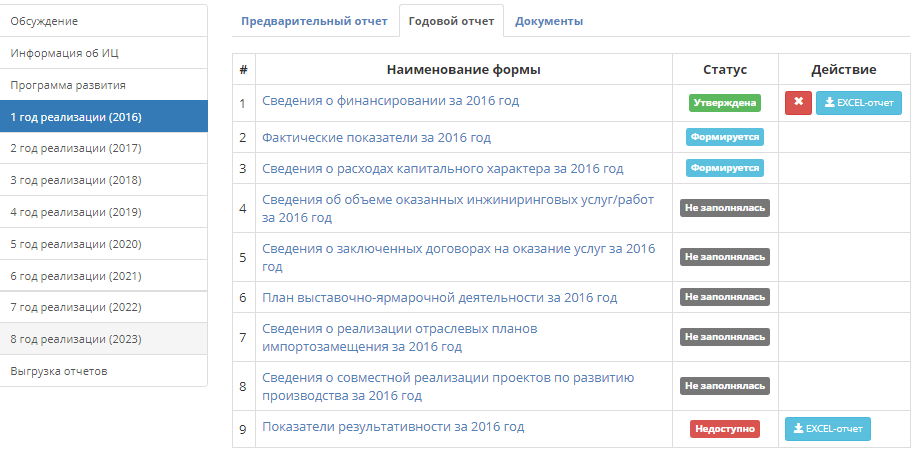 Обсуждение
Информация об ИЦ
Программа развития
1 год реализации (2016)
2 год реализации (2017)
3 год реализации (2018)
4 год реализации (2019)
5 год реализации (2020)
6 год реализации (2021)
7 год реализации (2022)
8 год реализации (2023)
Выгрузка отчетов
Предварительный отчет Годовой отчет Документы
# Наименование формы Статус Действие
1 Сведения о финансировании за 2016 год Утверждена ✖ EXCEL-отчет
2 Фактические показатели за 2016 год Формируется
3 Сведения о расходах капитального характера за 2016 год Формируется
4 Сведения об объеме оказанных инжиниринговых услуг/работ
за 2016 год Не заполнялась
5 Сведения о заключенных договорах на оказание услуг за 2016
год Не заполнялась
6 План выставочно-ярмарочной деятельности за 2016 год Не заполнялась
7 Сведения о реализации отраслевых планов
импортозамещения за 2016 год Не заполнялась
8 Сведения о совместной реализации проектов по развитию
производства за 2016 год Не заполнялась
9 Показатели результативности за 2016 год Недоступно EXCEL-отчет